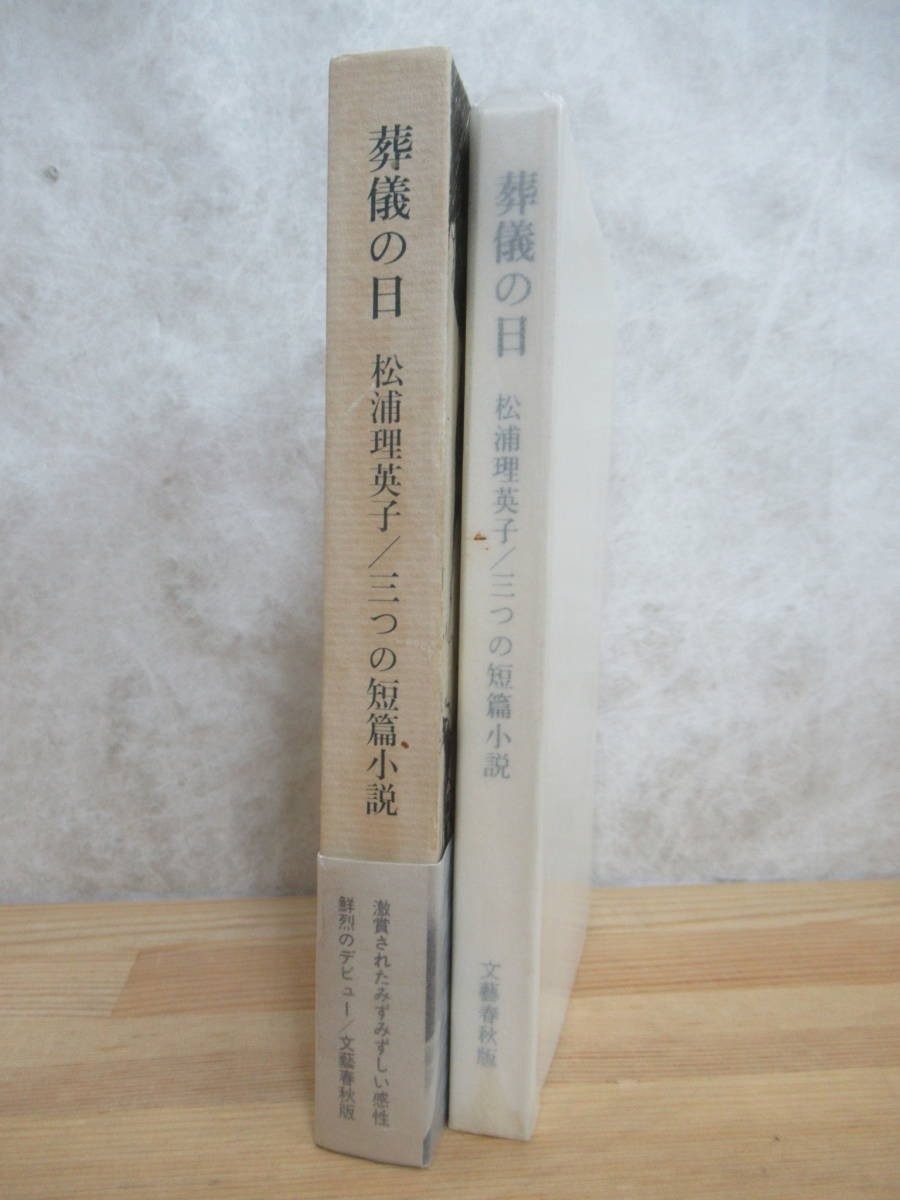 葬儀の日 松浦理英子/三つの短篇小説
激賞されたみずみずしい感性
鮮烈のデビュー/文藝春秋版
葬儀の日 松浦理英子/三つの短篇小説
文藝春秋版